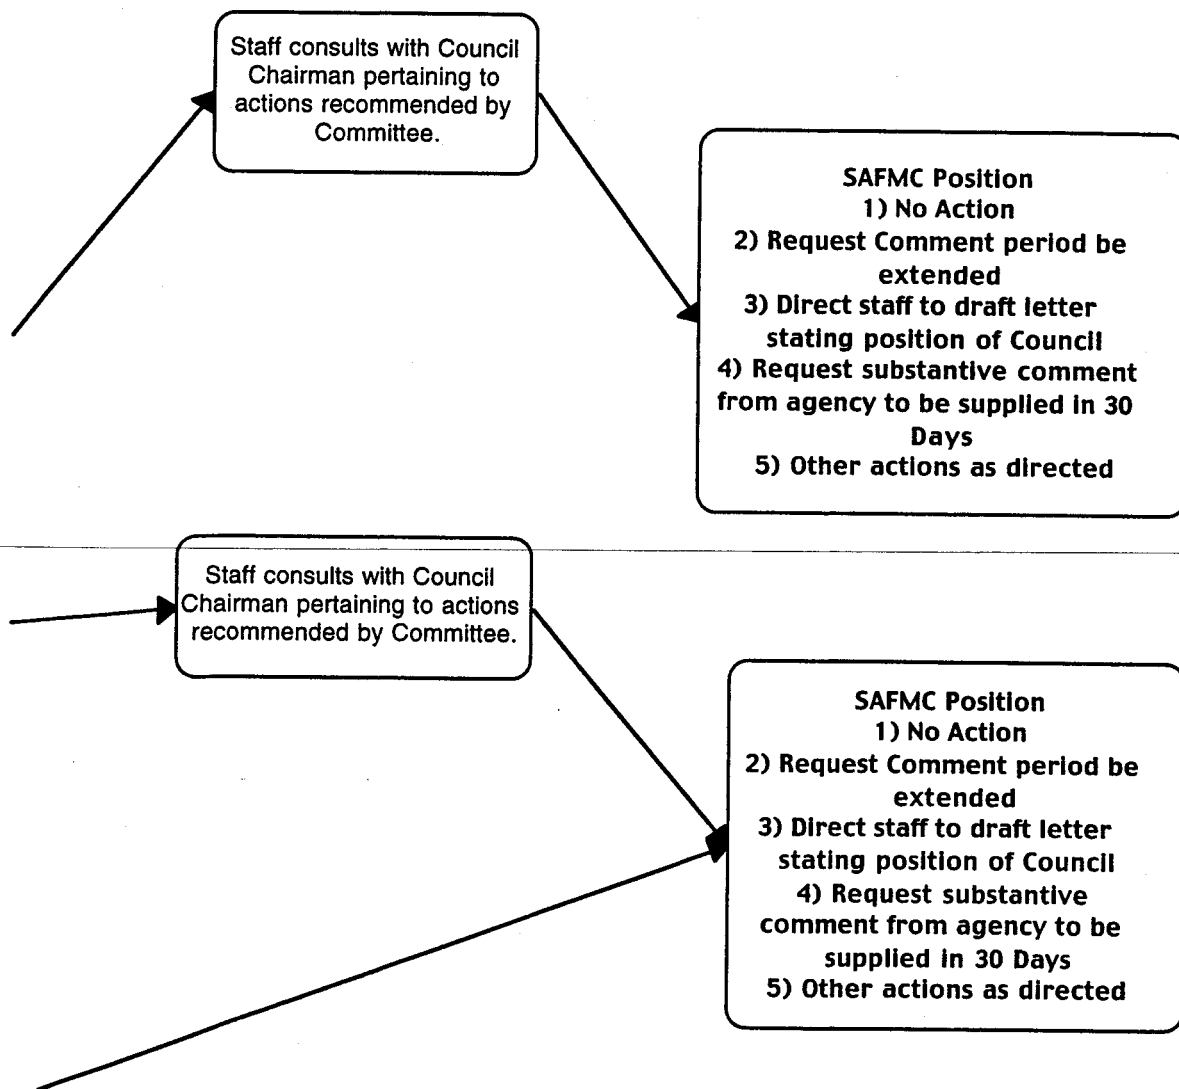 Staff consults with Council
Chairman pertaining to
actions recommended by
Committee.
SAFMC Position
1) No Action
2) Request Comment period be
extended
3) Direct staff to draft letter
stating position of Council
4) Request substantive comment
from agency to be supplied in 30
Days
5) Other actions as directed
Staff consults with Council
Chairman pertaining to actions
recommended by Committee.
SAFMC Position
1) No Action
2) Request Comment period be
extended
3) Direct staff to draft letter
stating position of Council
4) Request substantive
comment from agency to be
supplied in 30 Days
5) Other actions as directed